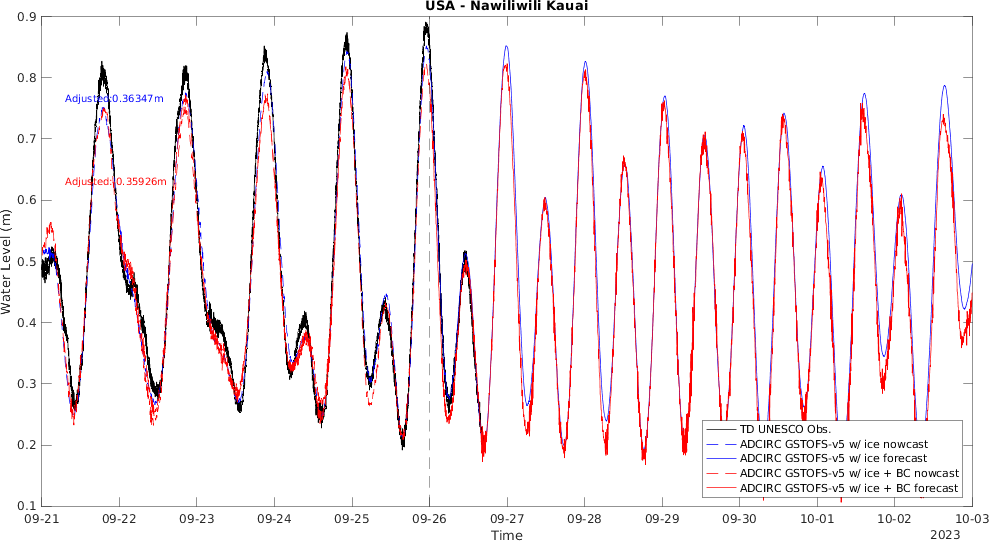 USA - Nawiliwili Kauai
0.9
0.8
0.7
0.6
0.5
0.4
0.3
0.2
0.1
Water Level (m)
Adjusted:0.36347m
Adjusted: 0.35926m
TD UNESCO Obs.
ADCIRC GSTOFS-v5 w/ ice nowcast
ADCIRC GSTOFS-v5 w/ ice forecast
ADCIRC GSTOFS-v5 w/ ice + BC nowcast
ADCIRC GSTOFS-v5 w/ ice + BC forecast
09-21 09-22 09-23 09-24 09-25 09-26 09-27 09-28 09-29 09-30 10-01 10-02 10-03
Time
2023